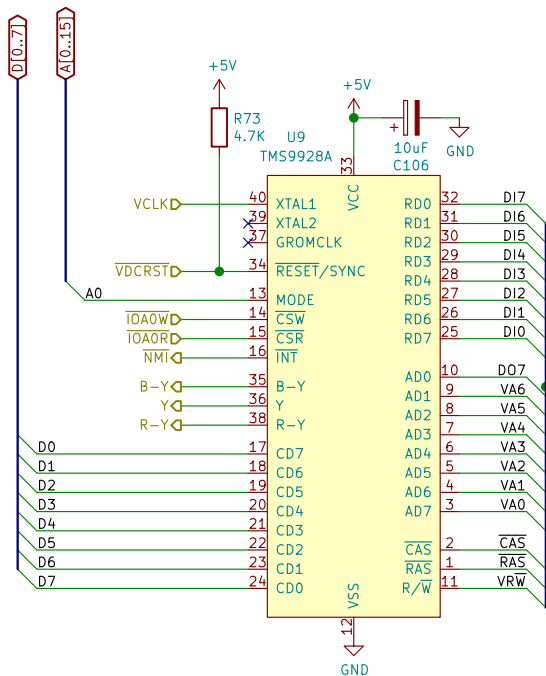 D[0..7]
A[0..15]
+5V
+5V
R73
4.7K
U9
TMS9928A
10uF
C106
GND
+
33
VCC
VCLK 40 XTAL1 RD0 32 DI7
39 XTAL2 RD1 31 DI6
37 GROMCLK RD2 30 DI5
RD3 29 DI4
VDCRST 34 RESET/SYNC RD4 28 DI3
A0 13 MODE RD5 27 DI2
IOA0W 14 CSW RD6 26 DI1
IOA0R 15 CSR RD7 25 DI0
NMI 16 INT
AD0 10 DO7
B-Y 35 B-Y AD1 9 VA6
Y 36 Y AD2 8 VA5
R-Y 38 R-Y AD3 7 VA4
D0 17 CD7 AD4 6 VA3
D1 18 CD6 AD5 5 VA2
D2 19 CD5 AD6 4 VA1
D3 20 CD4 AD7 3 VA0
D4 21 CD3
D5 22 CD2 CAS 2 CAS
D6 23 CD1 RAS 1 RAS
D7 24 CD0 R/W 11 VRW
VSS
12
GND